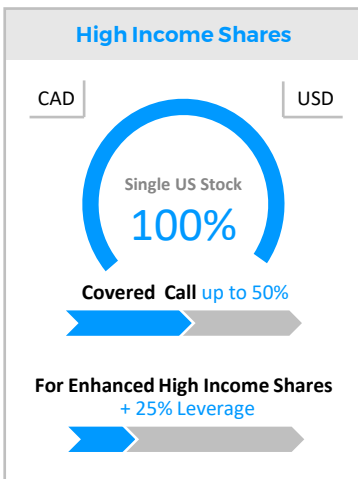 High Income Shares
CAD
USD
Single US Stock
100%
Covered Call up to 50%
For Enhanced High Income Shares
+ 25% Leverage